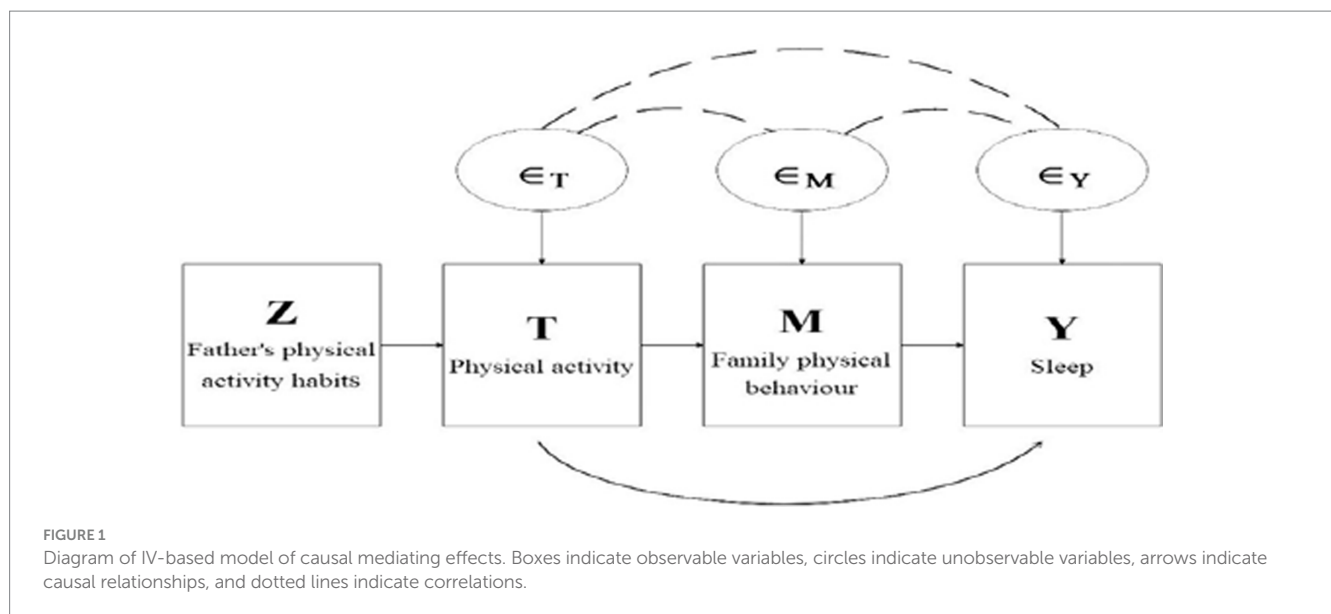 ∈T
∈M
∈Y
Z
Father's physical
activity habits
T
Physical activity
M
Family physical
behaviour
Y
Sleep
FIGURE 1
Diagram of IV-based model of causal mediating effects. Boxes indicate observable variables, circles indicate unobservable variables, arrows indicate
causal relationships, and dotted lines indicate correlations.